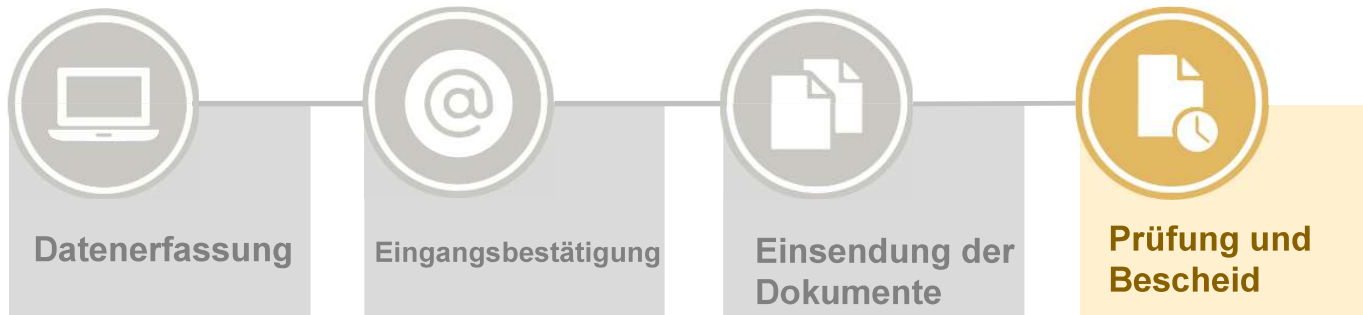 Datenerfassung
Eingangsbestätigung
Einsendung der
Dokumente
Prüfung und
Bescheid